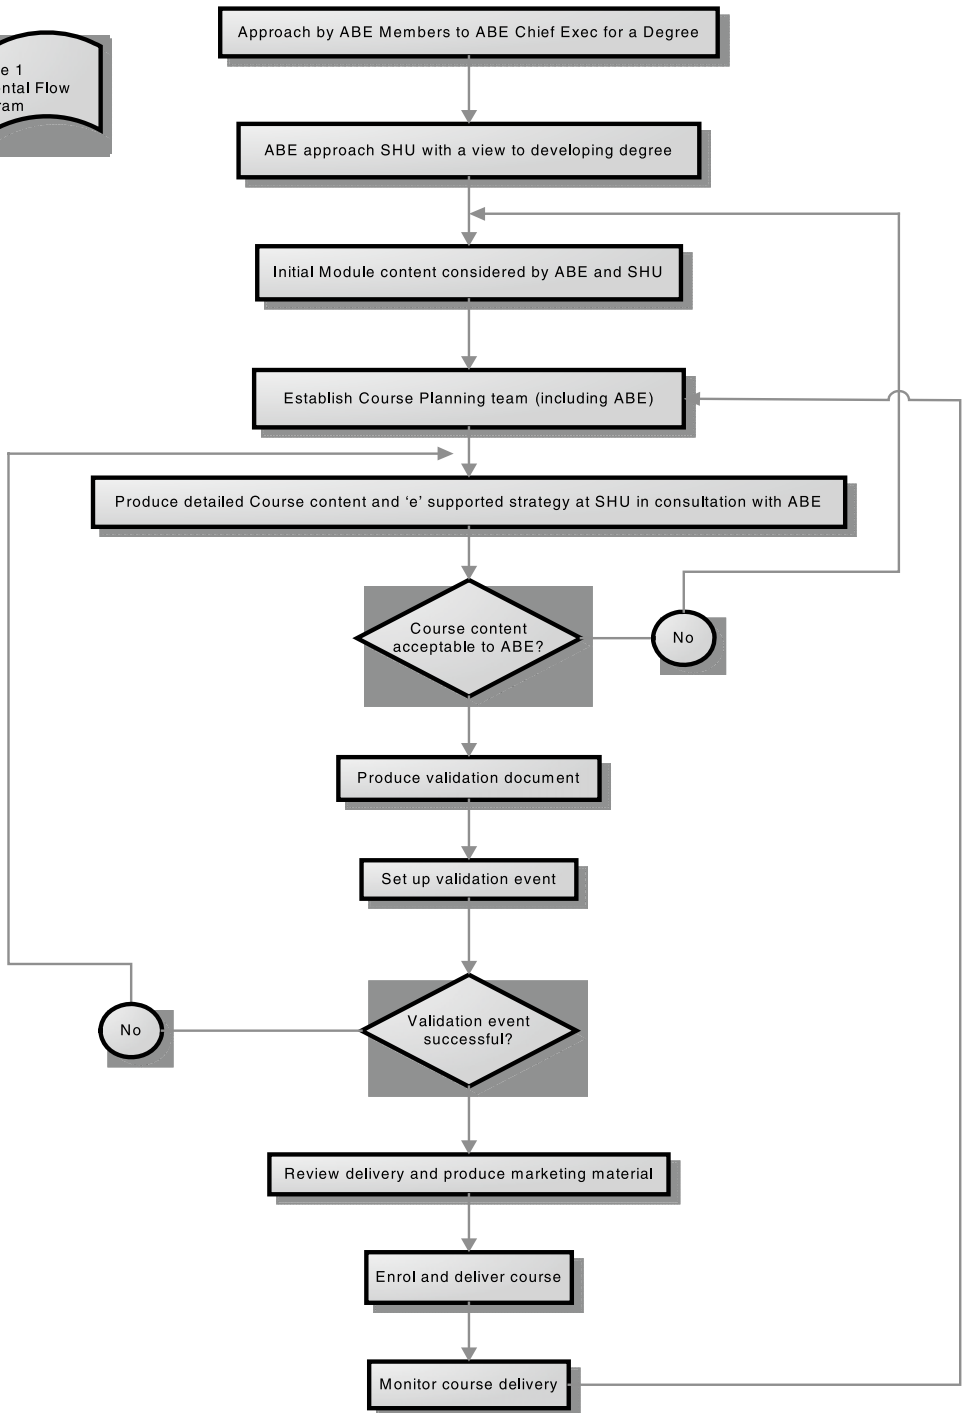 Approach by ABE Members to ABE Chief Exec for a Degree
e 1
ntal Flow
ram
ABE approach SHU with a view to developing degree
Initial Module content considered by ABE and SHU
Establish Course Planning team (including ABE)
Produce detailed Course content and ‘e’ supported strategy at SHU in consultation with ABE
Course content
acceptable to ABE?
No
Produce validation document
Set up validation event
Validation event
successful?
No
Review delivery and produce marketing material
Enrol and deliver course
Monitor course delivery